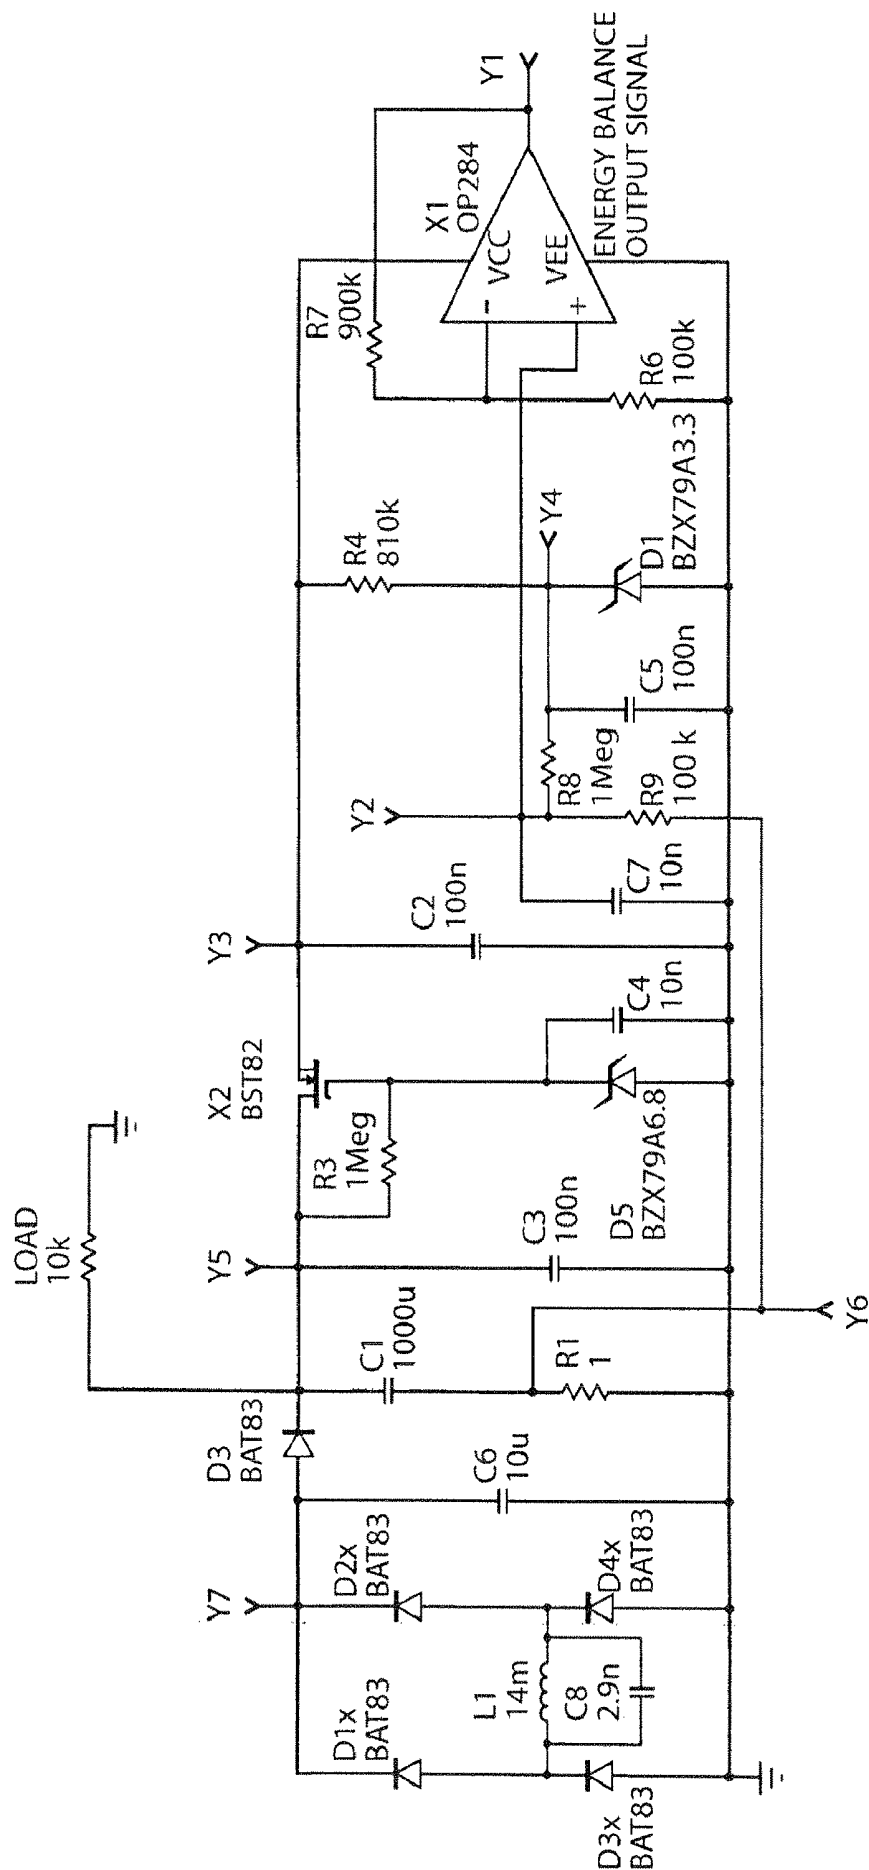 LOAD
10k
Y7
D3
BAT83
Y5
X2
BST82
Y3
D1x
BAT83
D2x
BAT83
C1
1000u
R3
1Meg
C2
100n
Y2
R4
810k
R7
900k
X1
OP284
Y1
L1
14m
C8
2.9n
C6
10u
R1
1
C3
100n
D5
BZX79A6.8
C4
10n
C7
10n
R8
1Meg
R9
100 k
C5
100n
Y4
D1
BZX79A3.3
R6
100k
-
+
VCC
VEE
ENERGY BALANCE
OUTPUT SIGNAL
D3x
BAT83
D4x
BAT83
Y6